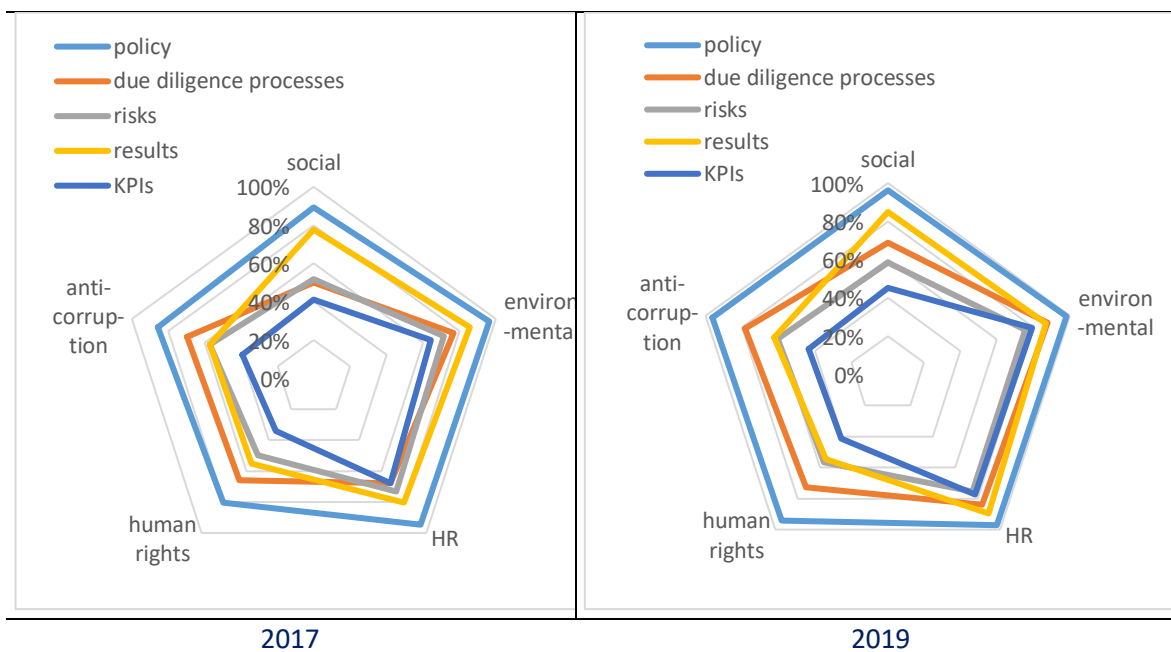 policy
due diligence processes
risks
results
KPIs
social
100%
80%
60%
40%
20%
0%
environ
-mental
HR
human
rights
anti-
corrup-
tion
2017
policy
due diligence processes
risks
results
KPIs
social
100%
80%
60%
40%
20%
0%
environ
-mental
HR
human
rights
anti-
corrup-
tion
2019